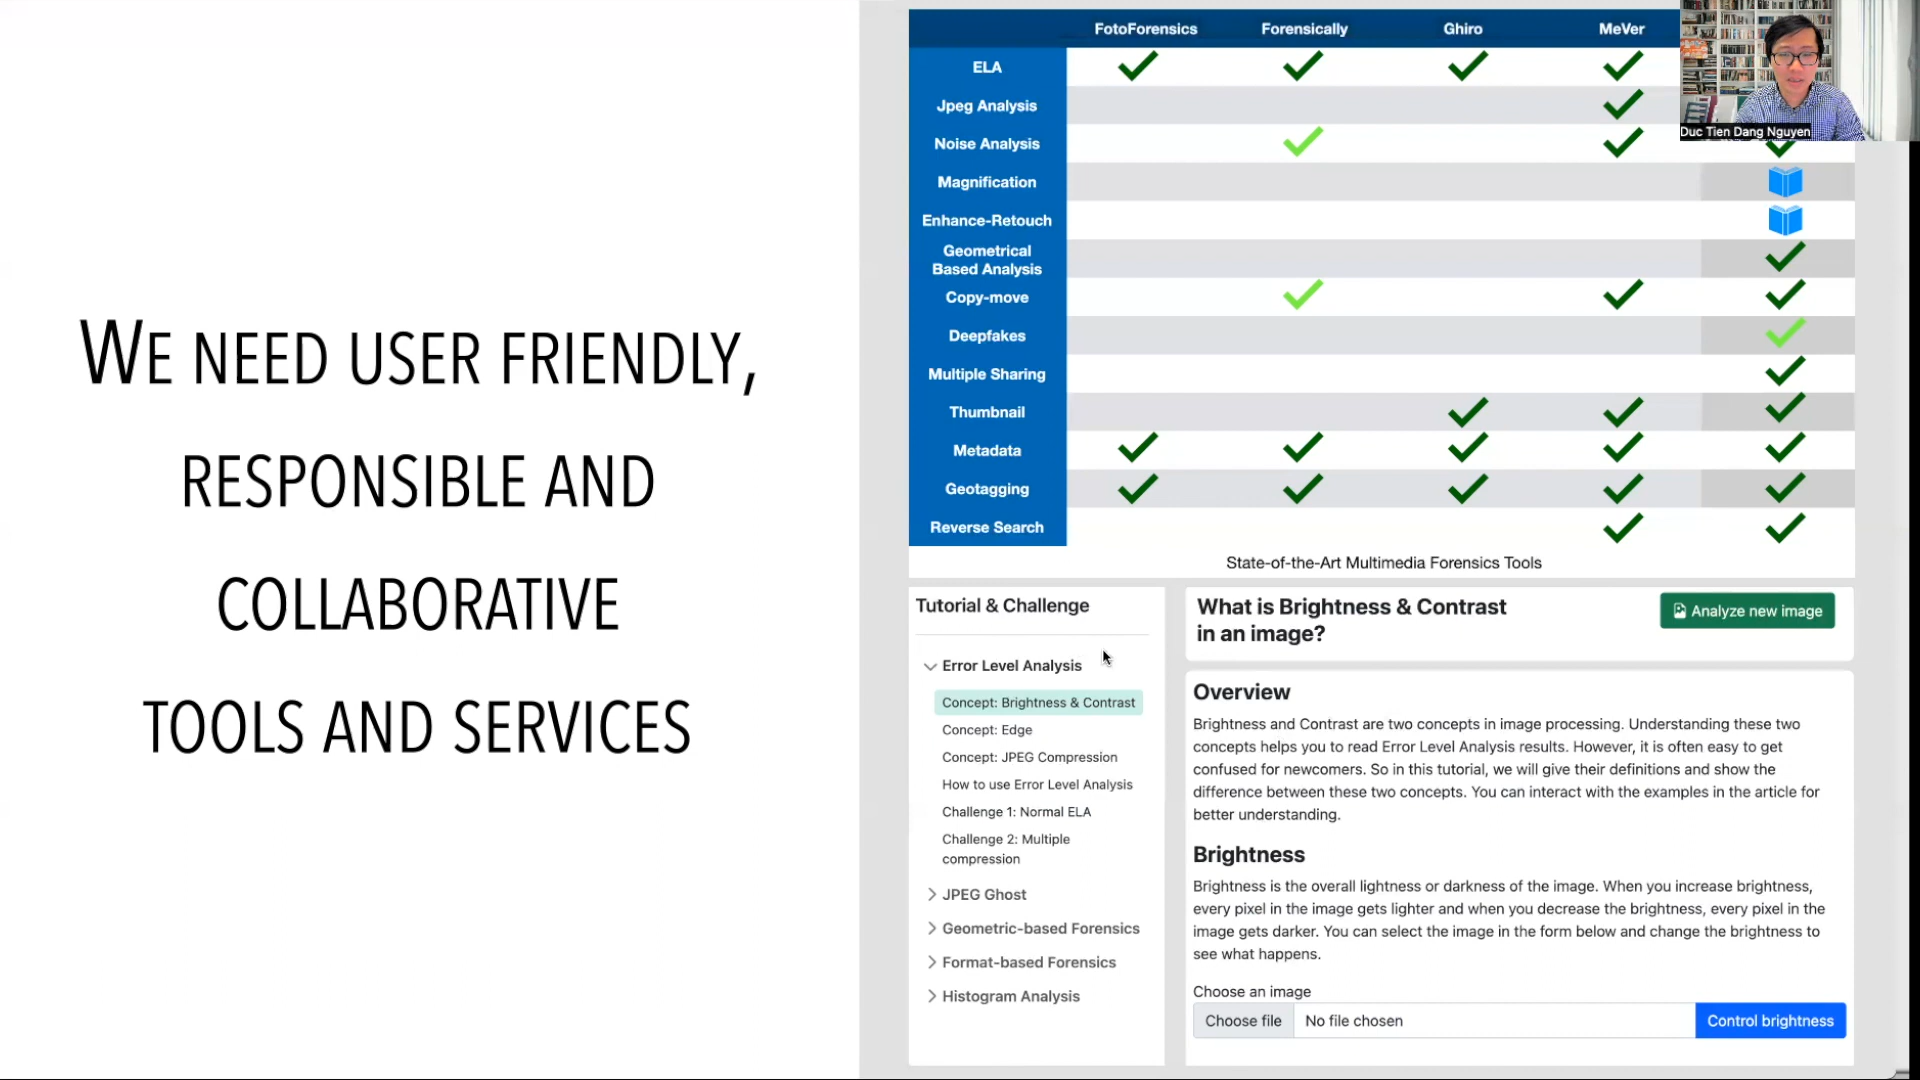 WE NEED USER FRIENDLY,
RESPONSIBLE AND
COLLABORATIVE
TOOLS AND SERVICES
FotoForensics Forensically Ghiro MeVer
ELA
Jpeg Analysis
Noise Analysis
Magnification
Enhance-Retouch
Geometrical
Based Analysis
Copy-move
Deepfakes
Multiple Sharing
Thumbnail
Metadata
Geotagging
Reverse Search
State-of-the-Art Multimedia Forensics Tools
Duc Tien Dang Nguyen
Tutorial & Challenge
Error Level Analysis
Concept: Brightness & Contrast
Concept: Edge
Concept: JPEG Compression
How to use Error Level Analysis
Challenge 1: Normal ELA
Challenge 2: Multiple
compression
JPEG Ghost
Geometric-based Forensics
Format-based Forensics
Histogram Analysis
What is Brightness & Contrast
in an image?
Analyze new image
Overview
Brightness and Contrast are two concepts in image processing. Understanding these two
concepts helps you to read Error Level Analysis results. However, it is often easy to get
confused for newcomers. So in this tutorial, we will give their definitions and show the
difference between these two concepts. You can interact with the examples in the article for
better understanding.
Brightness
Brightness is the overall lightness or darkness of the image. When you increase brightness,
every pixel in the image gets lighter and when you decrease the brightness, every pixel in the
image gets darker. You can select the image in the form below and change the brightness to
see what happens.
Choose an image
Choose file No file chosen Control brightness